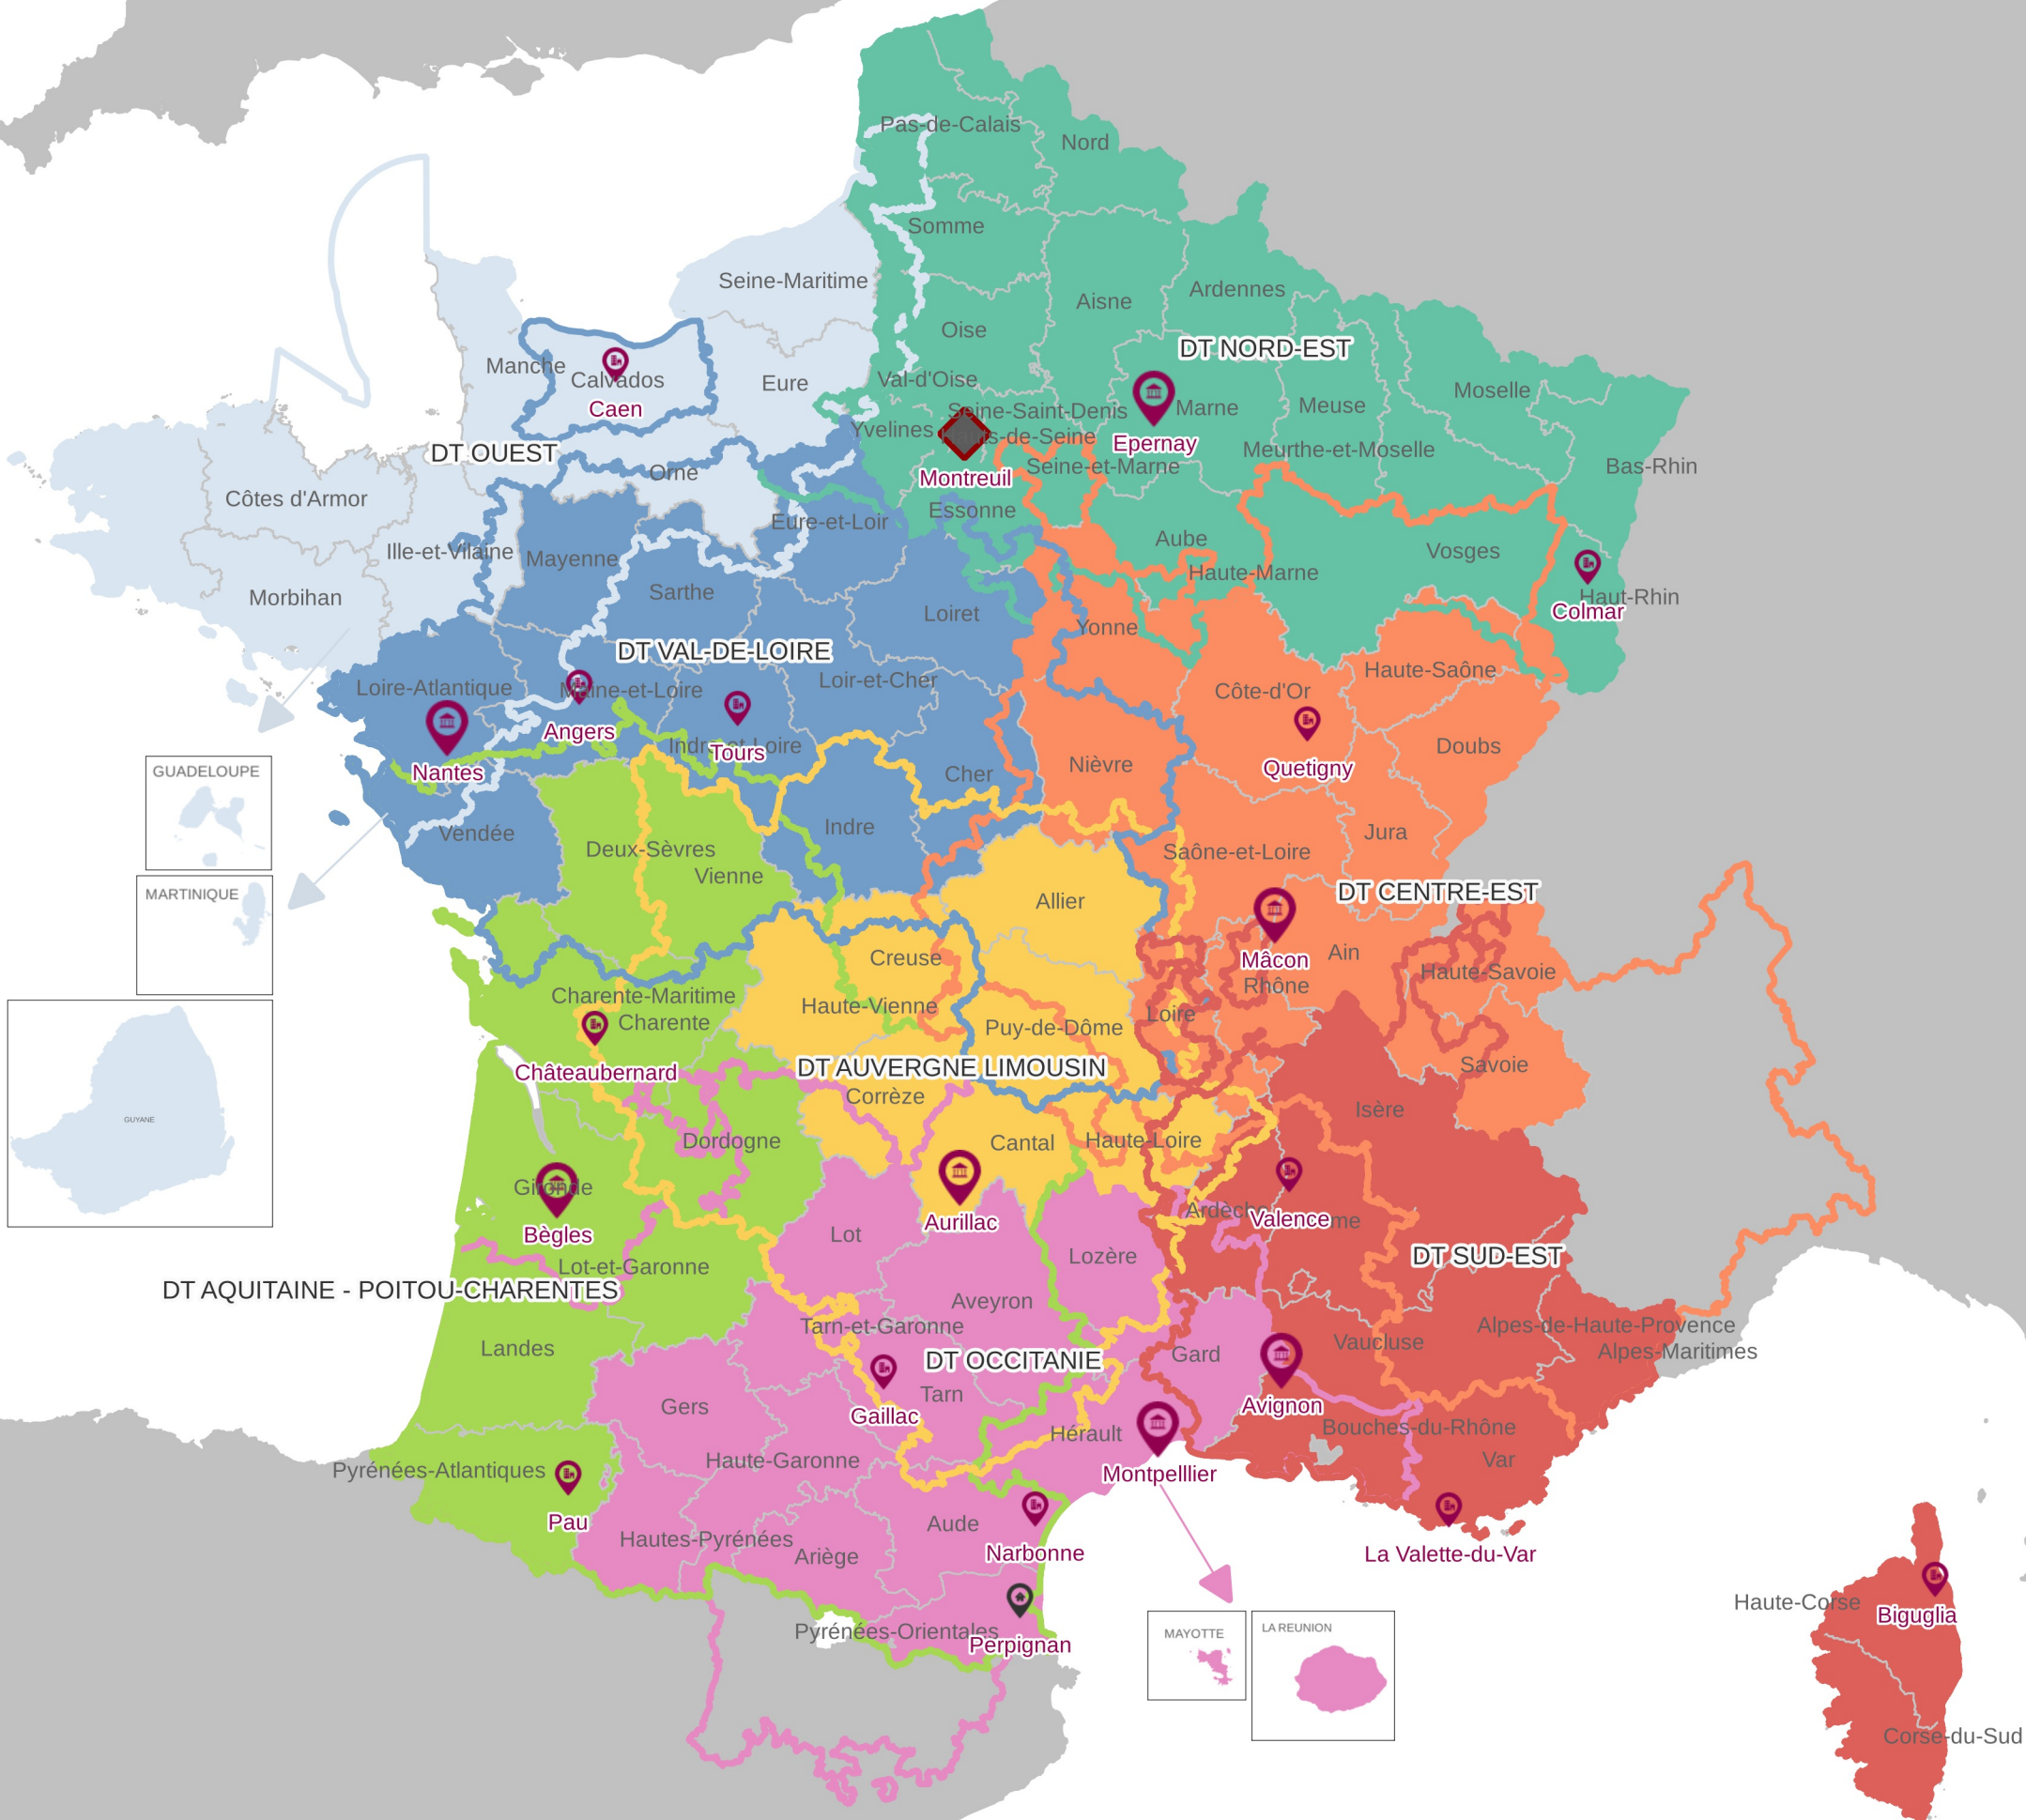 Pas-de-Calais
Nord
Somme
Seine-Maritime
Aisne
Ardennes
Oise
DT NORD-EST
Manche
Calvados
Caen
Eure
Val-d'Oise
Moselle
Seine-Saint-Denis
Marne
Meuse
Yvelines
Hauts-de-Seine
Epernay
Meurthe-et-Moselle
DT OUEST
Orne
Montreuil
Seine-et-Marne
Bas-Rhin
Côtes d'Armor
Essonne
Eure-et-Loir
Aube
Ille-et-Vilaine
Mayenne
Vosges
Haute-Marne
Morbihan
Sarthe
Haut-Rhin
Colmar
Loiret
Yonne
DT VAL-DE-LOIRE
Haute-Saône
Loire-Atlantique
Maine-et-Loire
Loir-et-Cher
Côte-d'Or
Angers
Indre-et-Loire
Tours
Doubs
Nantes
Cher
Nièvre
Quetigny
GUADELOUPE
Vendée
Indre
Jura
Deux-Sèvres
Saône-et-Loire
Vienne
MARTINIQUE
Allier
DT CENTRE-EST
Creuse
Mâcon
Ain
Haute-Savoie
Rhône
Charente-Maritime
Haute-Vienne
Loire
Charente
Puy-de-Dôme
Châteaubernard
DT AUVERGNE LIMOUSIN
Savoie
Corrèze
Isère
GUYANE
Dordogne
Cantal
Haute-Loire
Gironde
Bègles
Aurillac
Ardèche
Valence
me
Lot
Lozère
DT SUD-EST
Lot-et-Garonne
DT AQUITAINE - POITOU-CHARENTES
Aveyron
Tarn-et-Garonne
Alpes-de-Haute-Provence
Landes
DT OCCITANIE
Gard
Vaucluse
Alpes-Maritimes
Tarn
Gers
Gaillac
Avignon
Hérault
Bouches-du-Rhône
Haute-Garonne
Var
Pyrénées-Atlantiques
Montpelllier
Pau
Aude
Hautes-Pyrénées
Ariège
Narbonne
La Valette-du-Var
Haute-Corse
Biguglia
Pyrénées-Orientales
Perpignan
MAYOTTE
LA REUNION
Corse-du-Sud